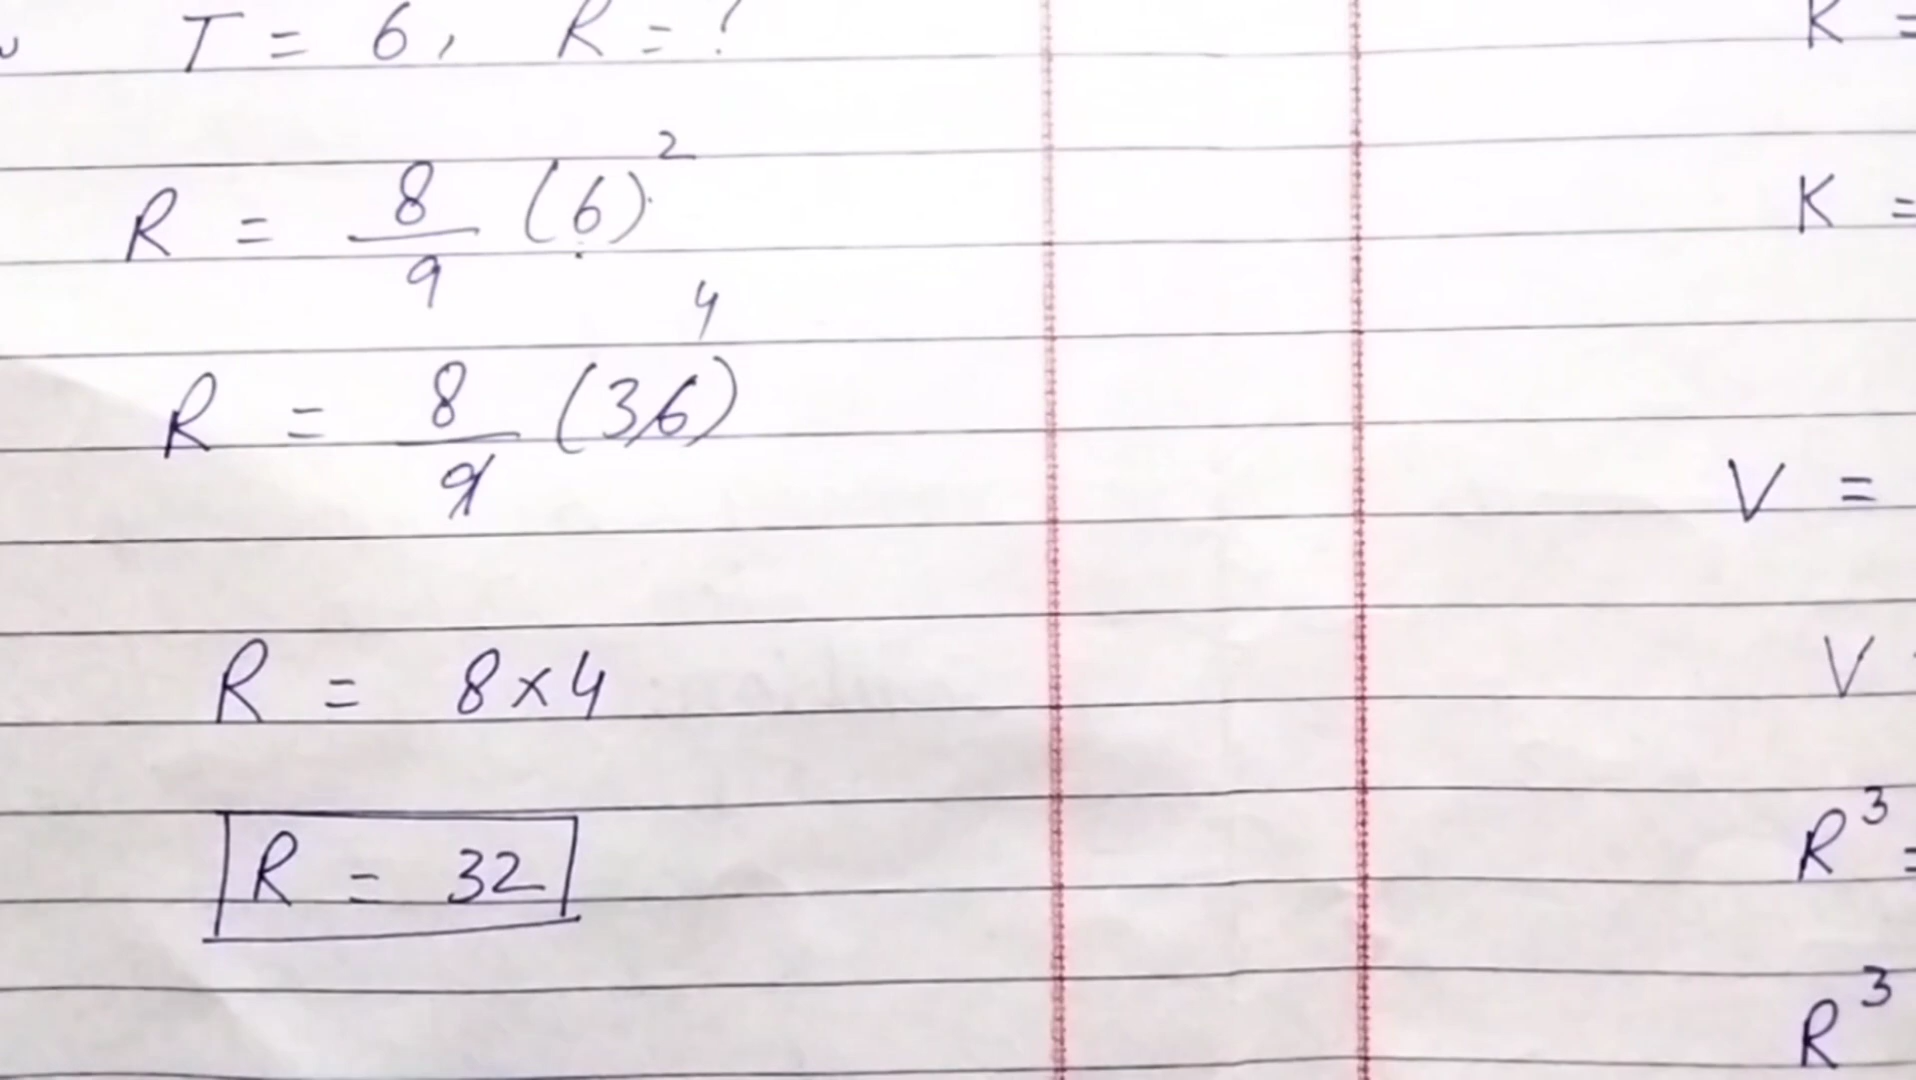 T = 6, R = ?
R = 8/9 (6)²
4
R = 8/9 (36)
R = 8×4
R = 32
K =
K =
V =
V
R³ =
R³